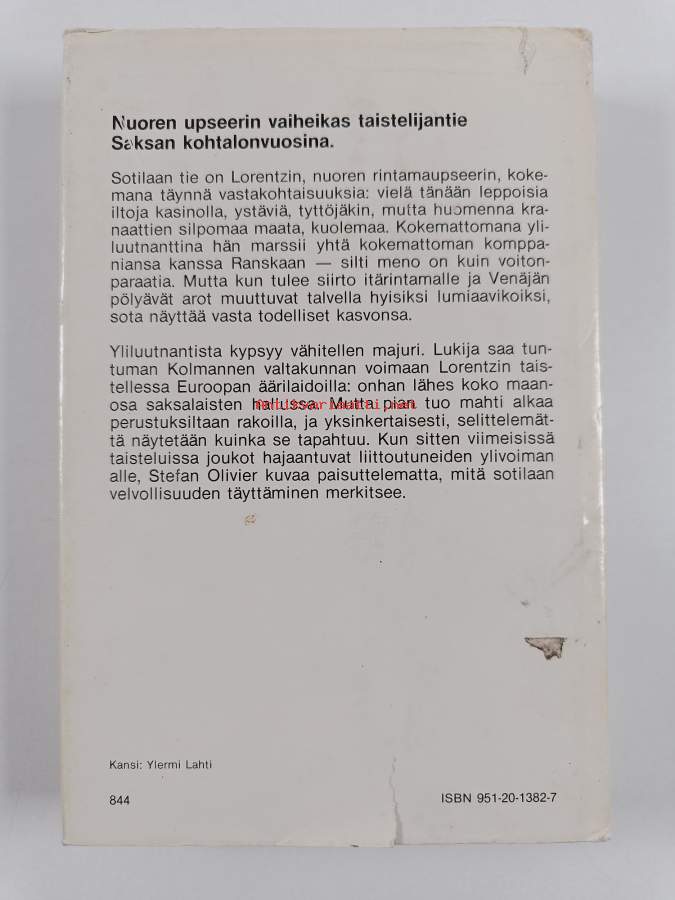 Nuoren upseerin vaiheikas taistelijantie
Saksan kohtalonvuosina.
Sotilaan tie on Lorentzin, nuoren rintamaupseerin, koke-
mana täynnä vastakohtaisuuksia: vielä tänään leppoisia
iltoja kasinolla, ystäviä, tyttöjäkin, mutta huomenna kra-
naattien silpomaa maata, kuolemaa. Kokemattomana yli-
luutnanttina hän marssii yhtä kokemattoman komppa-
niansa kanssa Ranskaan — silti meno on kuin voiton-
paraatia. Mutta kun tulee siirto itärintamalle ja Venäjän
pölyävät arot muuttuvat talvella hyisiksi lumiaavikoiksi,
sota näyttää vasta todelliset kasvonsa.
Yliluutnantista kypsyy vähitellen majuri. Lukija saa tun-
tuman Kolmannen valtakunnan voimaan Lorentzin tais-
tellessa Euroopan äärilaidoilla: onhan lähes koko maan-
osa saksalaisten hallussa. Mutta pian tuo mahti alkaa
Antikvariaatti.net
perustuksiltaan rakoilla, ja yksinkertaisesti, selittelemät-
tä näytetään kuinka se tapahtuu. Kun sitten viimeisissä
taisteluissa joukot hajaantuvat liittoutuneiden ylivoiman
alle, Stefan Olivier kuvaa paisuttelematta, mitä sotilaan
velvollisuuden täyttäminen merkitsee.
Kansi: Ylermi Lahti
844
ISBN 951-20-1382-7